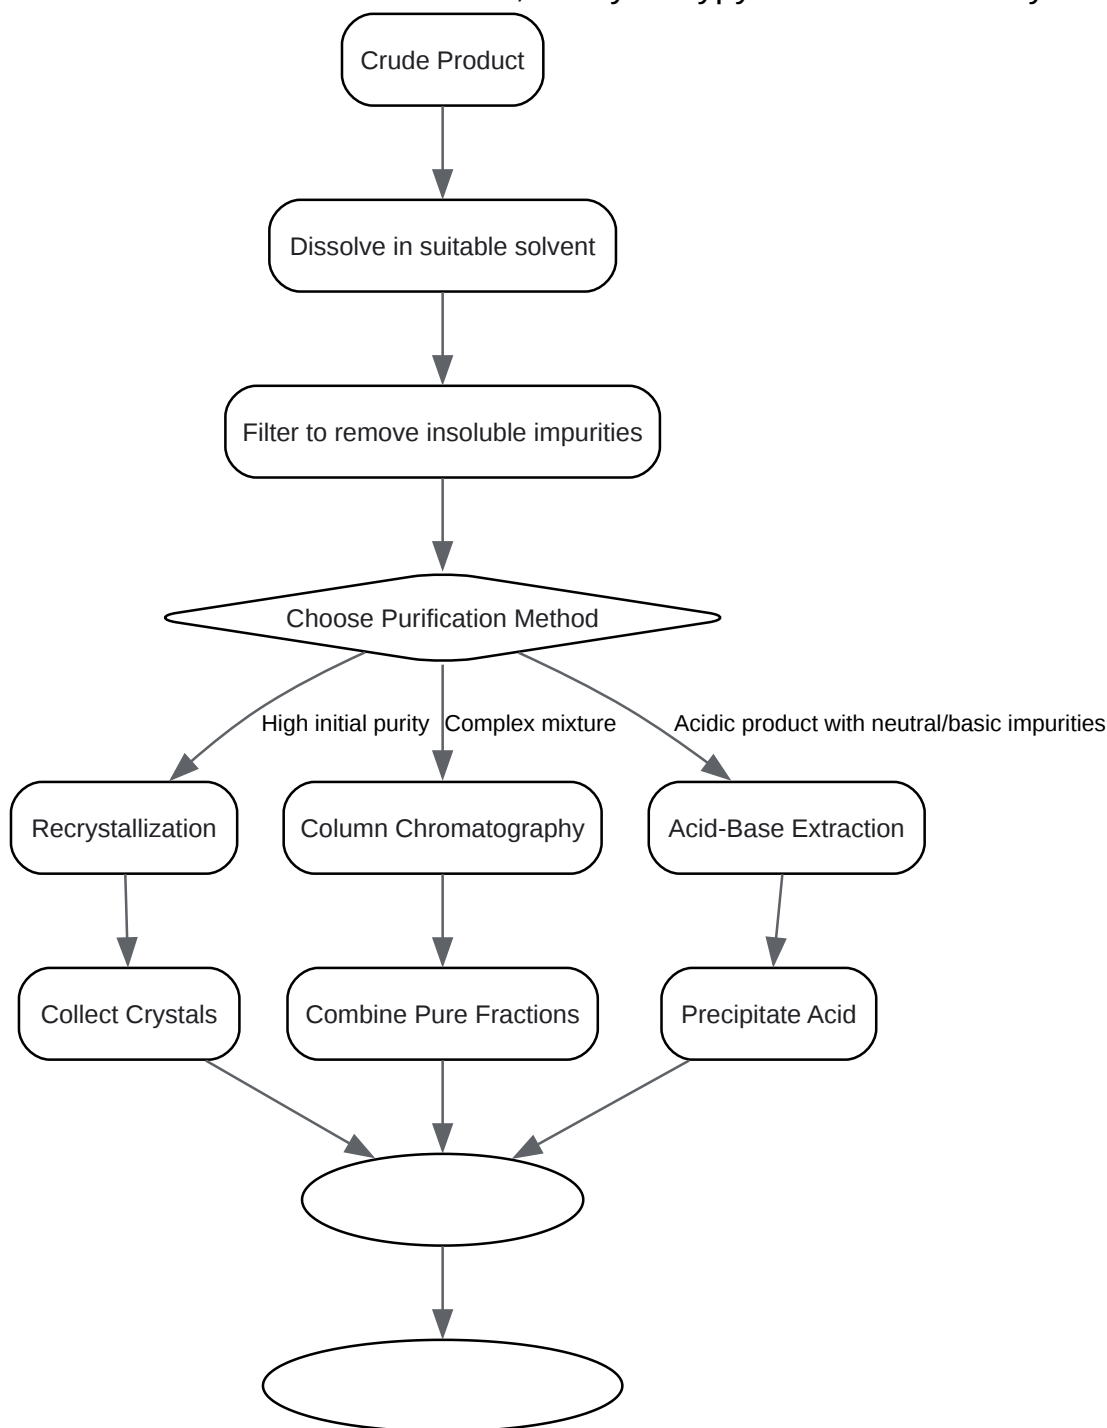 Crude Product
Dissolve in suitable solvent
Filter to remove insoluble impurities
Choose Purification Method
High initial purity
Complex mixture
Acidic product with neutral/basic impurities
Recrystallization
Column Chromatography
Acid-Base Extraction
Collect Crystals
Combine Pure Fractions
Precipitate Acid